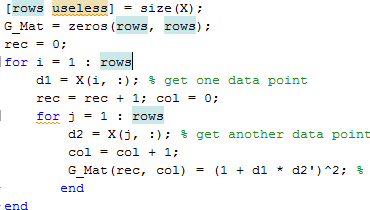 [rows useless] = size(X);
G_Mat = zeros(rows, rows);
rec = 0;
for i = 1 : rows
d1 = X(i, :); % get one data point
rec = rec + 1; col = 0;
for j = 1 : rows
d2 = X(j, :); % get another data point
col = col + 1;
G_Mat(rec, col) = (1 + d1 * d2')^2; %
end
end